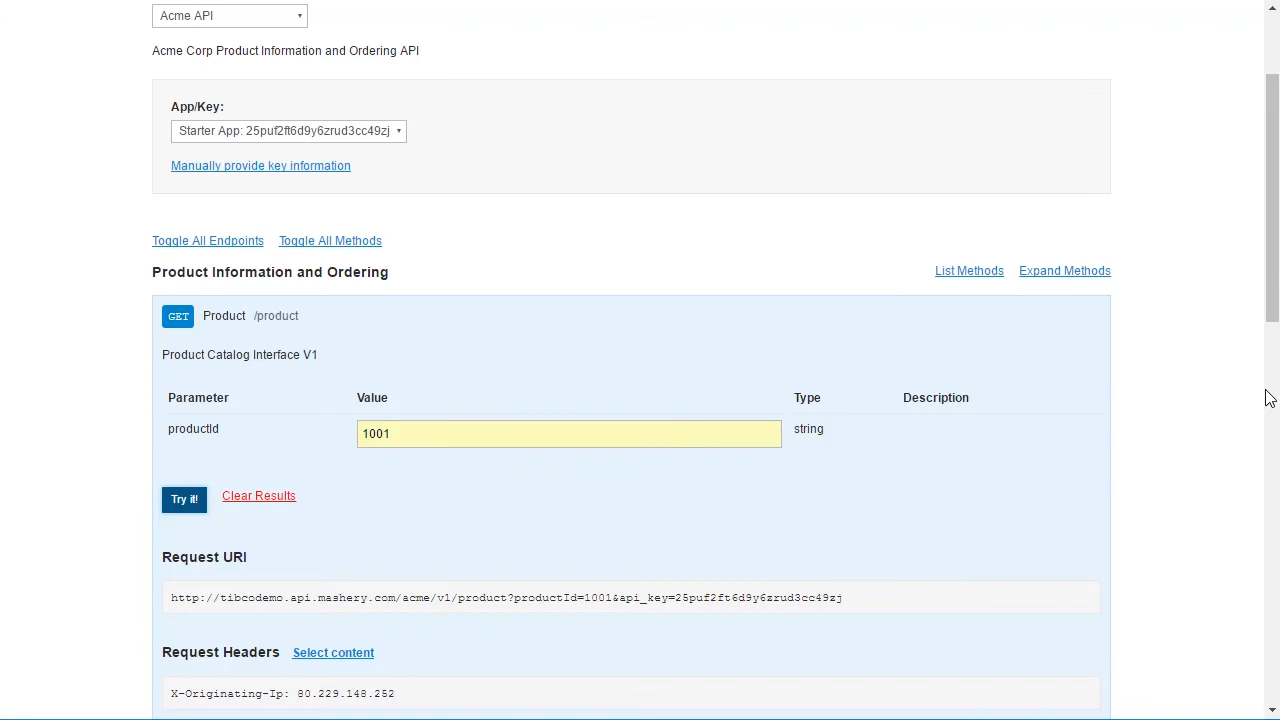 Acme API
Acme Corp Product Information and Ordering API
App/Key:
Starter App: 25puf2ft6d9y6zrud3cc49zj
Manually provide key information
Toggle All Endpoints Toggle All Methods
Product Information and Ordering List Methods Expand Methods
GET Product /product
Product Catalog Interface V1
Parameter Value Type Description
productId 1001 string
Try it! Clear Results
Request URI
http://tibcodemo.api.mashery.com/acme/v1/product?productId=1001&api_key=25puf2ft6d9y6zrud3cc49zj
Request Headers Select content
X-Originating-Ip: 80.229.148.252